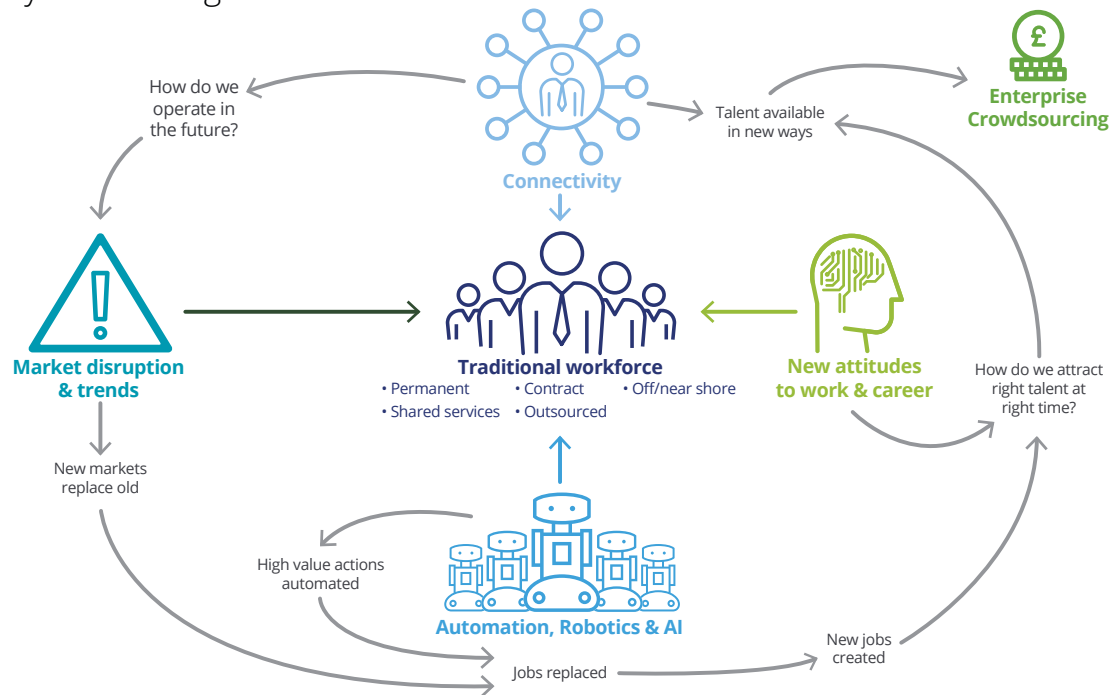 How do we
operate in
the future?
£
Enterprise
Crowdsourcing
Talent available
in new ways
Connectivity
Market disruption
& trends
Traditional workforce
• Permanent • Contract • Off/near shore
• Shared services • Outsourced
New attitudes
to work & career
How do we attract
right talent at
right time?
New markets
replace old
High value actions
automated
Automation, Robotics & AI
Jobs replaced
New jobs
created